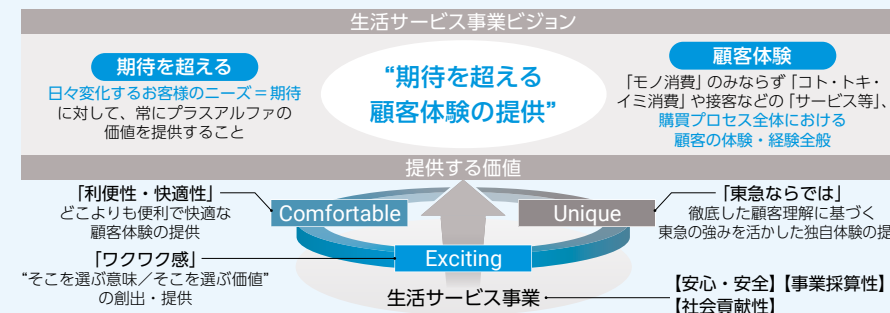 生活サービス事業ビジョン
期待を超える
日々変化するお客様のニーズ＝期待
に対して、常にプラスアルファの
価値を提供すること
“期待を超える
顧客体験の提供”
顧客体験
「モノ消費」のみならず「コト・トキ・
イミ消費」や接客などの「サービス等」、
購買プロセス全体における
顧客の体験・経験全般
提供する価値
「利便性・快適性」
どこよりも便利で快適な
顧客体験の提供
Comfortable
Unique
「東急ならでは」
徹底した顧客理解に基づく
東急の強みを活かした独自体験の提
「ワクワク感」
“そこを選ぶ意味／そこを選ぶ価値”
の創出・提供
Exciting
生活サービス事業
【安心・安全】【事業採算性】
【社会貢献性】